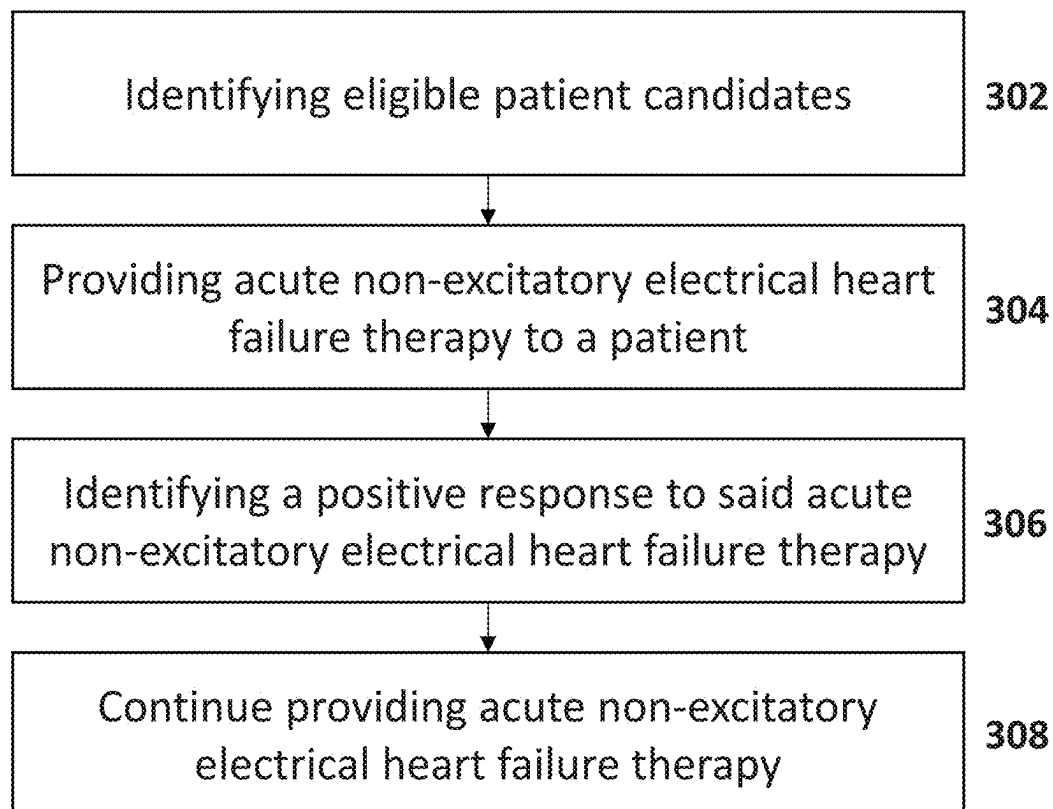 Identifying eligible patient candidates
302
Providing acute non-excitatory electrical heart
failure therapy to a patient
304
Identifying a positive response to said acute
non-excitatory electrical heart failure therapy
306
Continue providing acute non-excitatory
electrical heart failure therapy
308